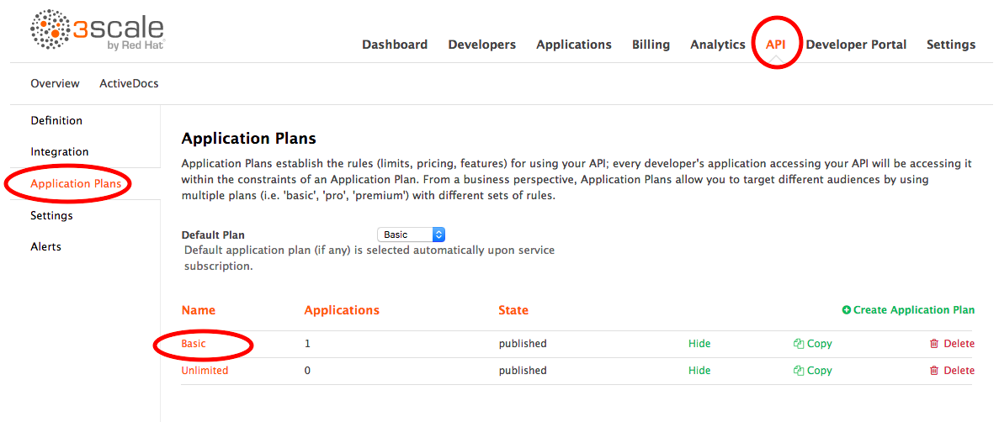 3scale
by Red Hat
Dashboard Developers Applications Billing Analytics API Developer Portal Settings
Overview ActiveDocs
Definition
Integration
Application Plans
Settings
Alerts
Application Plans
Application Plans establish the rules (limits, pricing, features) for using your API; every developer's application accessing your API will be accessing it
within the constraints of an Application Plan. From a business perspective, Application Plans allow you to target different audiences by using
multiple plans (i.e. 'basic', 'pro', 'premium') with different sets of rules.
Default Plan Basic
Default application plan (if any) is selected automatically upon service
subscription.
Name Applications State Create Application Plan
Basic 1 published Hide Copy Delete
Unlimited 0 published Hide Copy Delete